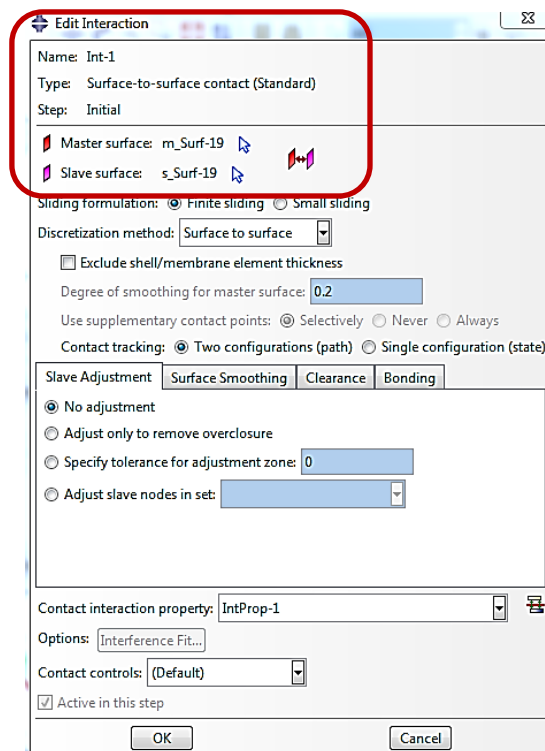 Edit Interaction
Name: Int-1
Type: Surface-to-surface contact (Standard)
Step: Initial
Master surface: m_Surf-19
Slave surface: s_Surf-19
Sliding formulation: Finite sliding Small sliding
Discretization method: Surface to surface
Exclude shell/membrane element thickness
Degree of smoothing for master surface: 0.2
Use supplementary contact points: Selectively Never Always
Contact tracking: Two configurations (path) Single configuration (state)
Slave Adjustment Surface Smoothing Clearance Bonding
No adjustment
Adjust only to remove overclosure
Specify tolerance for adjustment zone: 0
Adjust slave nodes in set:
Contact interaction property: IntProp-1
Options: Interference Fit...
Contact controls: (Default)
Active in this step
OK Cancel